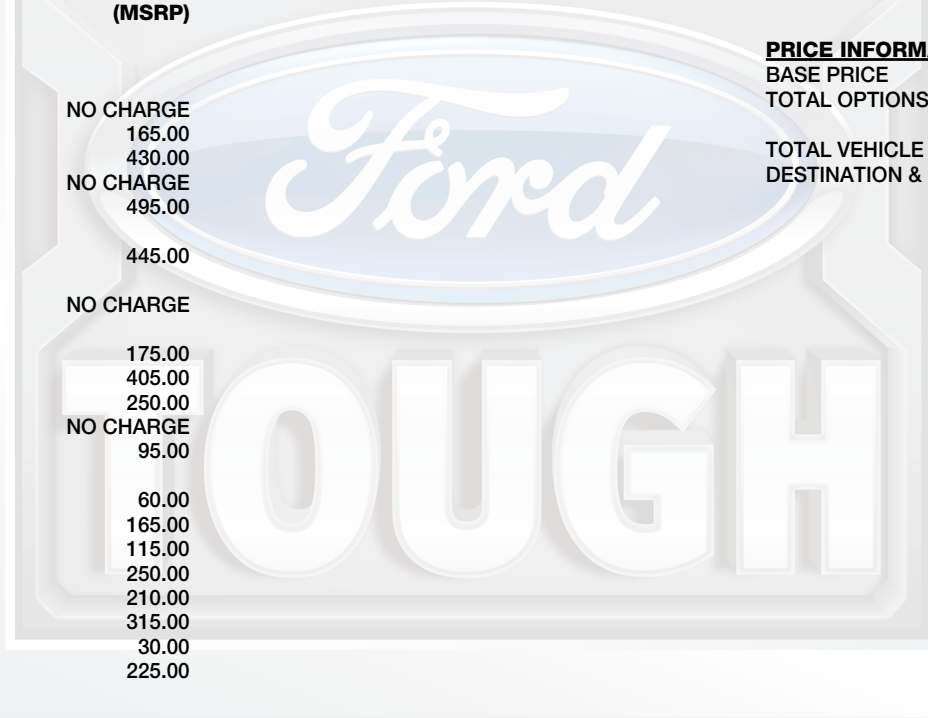 (MSRP)
NO CHARGE
165.00
430.00
NO CHARGE
495.00
445.00
NO CHARGE
175.00
405.00
250.00
NO CHARGE
95.00
60.00
165.00
115.00
250.00
210.00
315.00
30.00
225.00
PRICE INFORMA
BASE PRICE
TOTAL OPTIONS
TOTAL VEHICLE
DESTINATION &
Ford
TOUGH